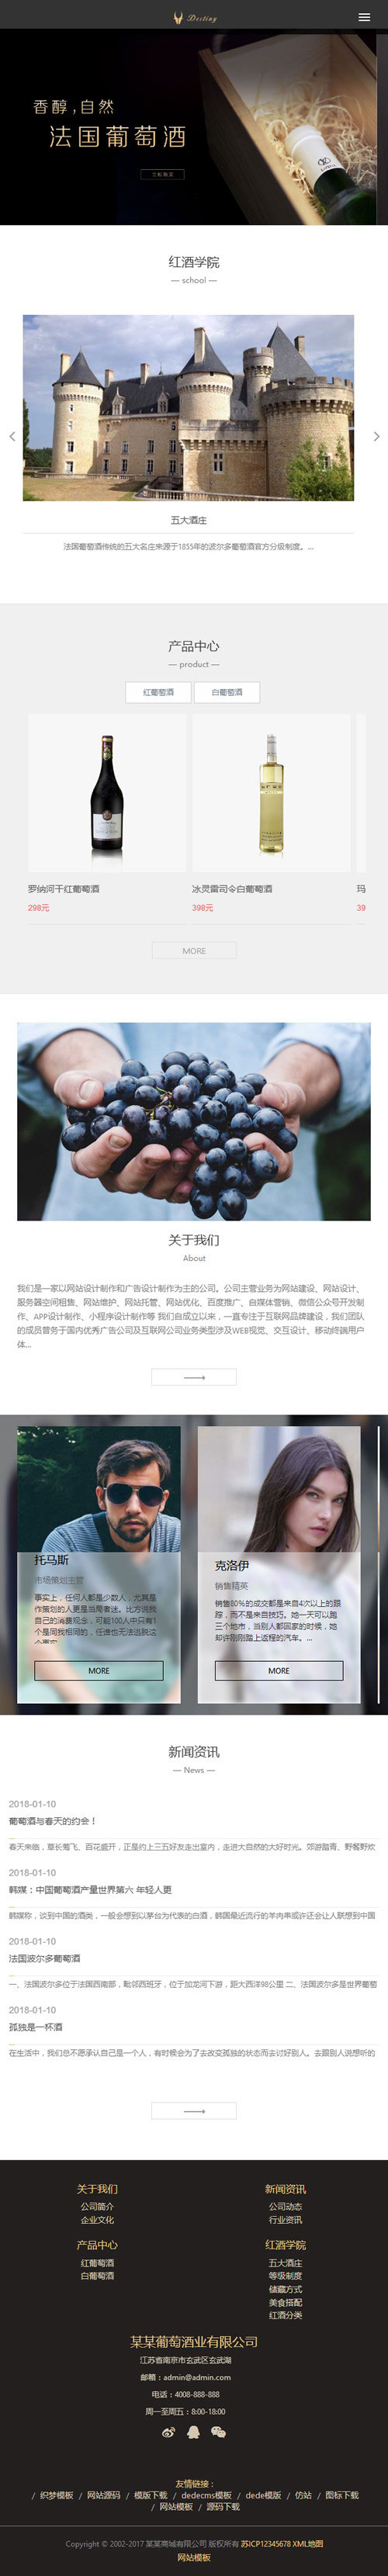 Destiny
香醇,自然
法国葡萄酒
立即购买
红酒学院
— school —
五大酒庄
法国葡萄酒传统的五大名庄来源于1855年的波尔多葡萄酒官方分级制度。...
产品中心
— product —
红葡萄酒 白葡萄酒
罗纳河干红葡萄酒 冰灵雷司令白葡萄酒 玛
298元 398元 39
MORE
关于我们
About
我们是一家以网站设计制作和广告设计制作为主的公司。公司主营业务为网站建设、网站设计、
服务器空间租售、网站维护、网站托管、网站优化、百度推广、自媒体营销、微信公众号开发制
作、APP设计制作、小程序设计制作等 我们自成立以来，一直专注于互联网品牌建设，我们团队
的成员曾务于国内优秀广告公司及互联网公司业务类型涉及WEB视觉、交互设计、移动终端用户
体...
托马斯
市场策划主管
事实上，任何人都是少数人，尤其是
作策划的人更是当局者迷。比方说我
自己的消费观念，可能100人中只有1
个是同我相同的，任谁也无法逃脱这
个事实
MORE
克洛伊
销售精英
销售80％的成交都是来自4次以上的跟
踪，而不是来自技巧。她一天可以跑
三个地市，当别人都回家的时候，她
却许刚刚踏上返程的汽车。...
MORE
新闻资讯
— News —
2018-01-10
葡萄酒与春天的约会！
春天来临，草长莺飞、百花盛开，正是约上三五好友走出室内，走进大自然的大好时光。郊游踏青、野餐野炊
2018-01-10
韩媒：中国葡萄酒产量世界第六 年轻人更
韩媒称，谈到中国的酒类，一般会想到以茅台为代表的白酒，韩国最近流行的羊肉串或许还会让人联想到中国
2018-01-10
法国波尔多葡萄酒
一、法国波尔多位于法国西南部，毗邻西班牙，位于加龙河下游，距大西洋98公里 二、法国波尔多是世界葡萄
2018-01-10
孤独是一杯酒
在生活中，我们总不愿承认自己是一个人，有时候会为了去改变孤独的状态而去讨好别人。去跟别人说想听的
关于我们 新闻资讯
公司简介 公司动态
企业文化 行业资讯
产品中心 红酒学院
红葡萄酒 五大酒庄
白葡萄酒 等级制度
储藏方式
美食搭配
红酒分类
某某葡萄酒业有限公司
江苏省南京市玄武区玄武湖
邮箱：admin@admin.com
电话：4008-888-888
周一至周五：8:00-18:00
友情链接：
/ 织梦模板 / 网站源码 / 模版下载 / dedecms模板 / dede模版 / 仿站 / 图标下载
/ 网站模板 / 源码下载
Copyright © 2002-2017 某某商城有限公司 版权所有 苏ICP12345678 XML地图
网站模板